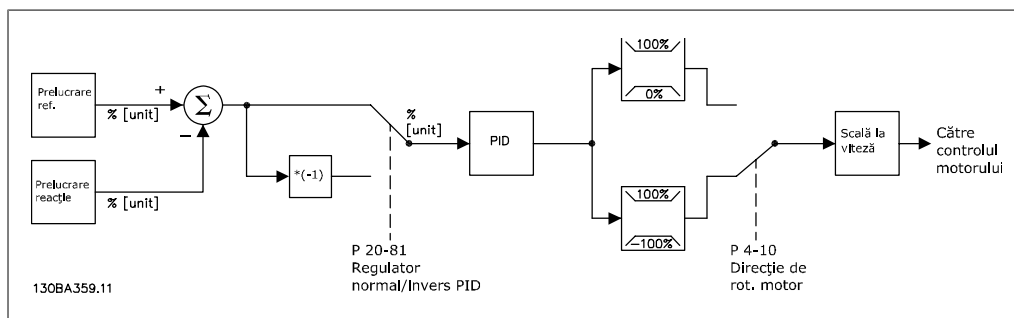 Prelucrare
ref.
+
% [unit]
Σ
−
Prelucrare
reacție
% [unit]
*(-1)
%
[unit]
P 20-81
Regulator
normal/Invers PID
PID
100%
0%
100%
-100%
P 4-10
Direcție de
rot. motor
Scală la
viteză
Către
controlul
motorului
130BA359.11